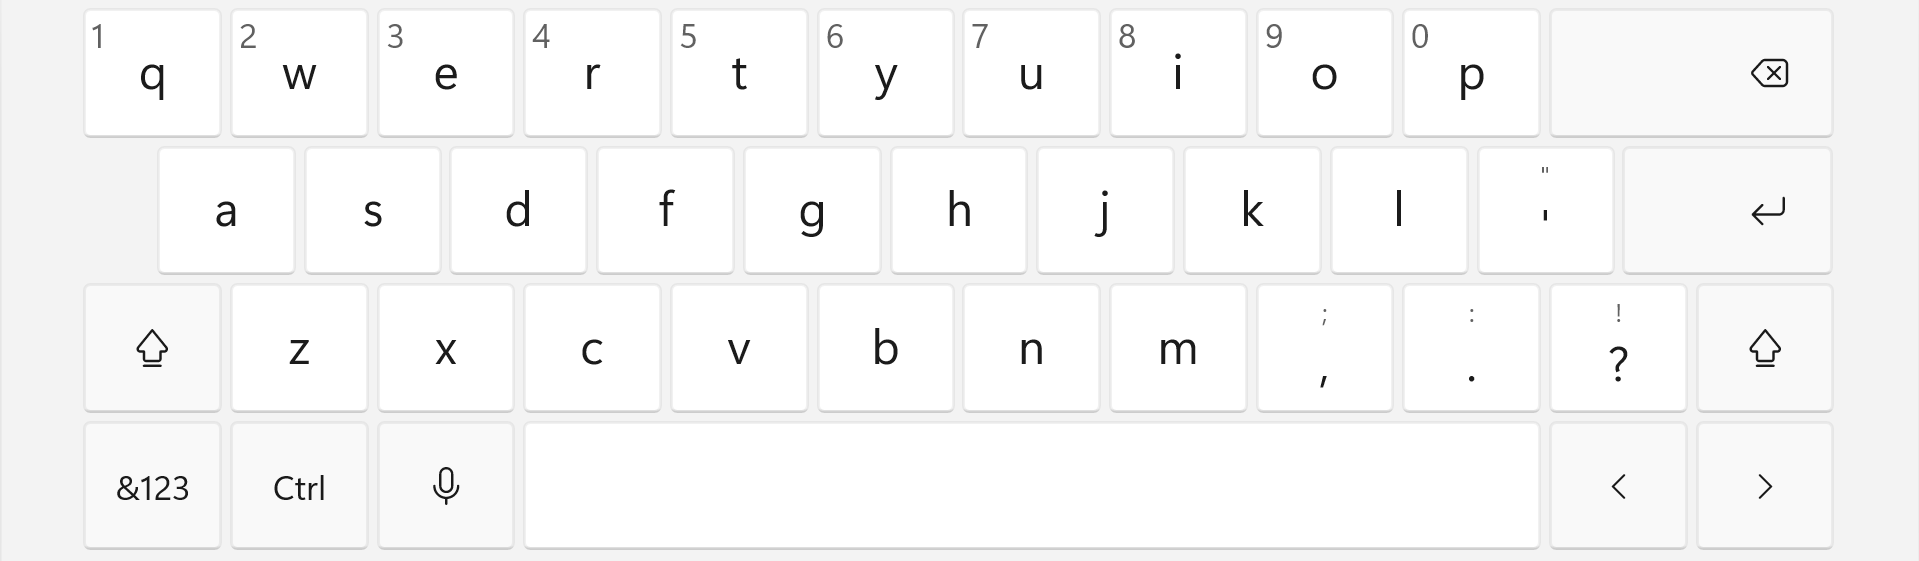 1 q 2 w 3 e 4 r 5 t 6 y 7 u 8 i 9 o 0 p
a s d f g h j k l " '
z x c v b n m ; , : . ! ?
&123 Ctrl < >